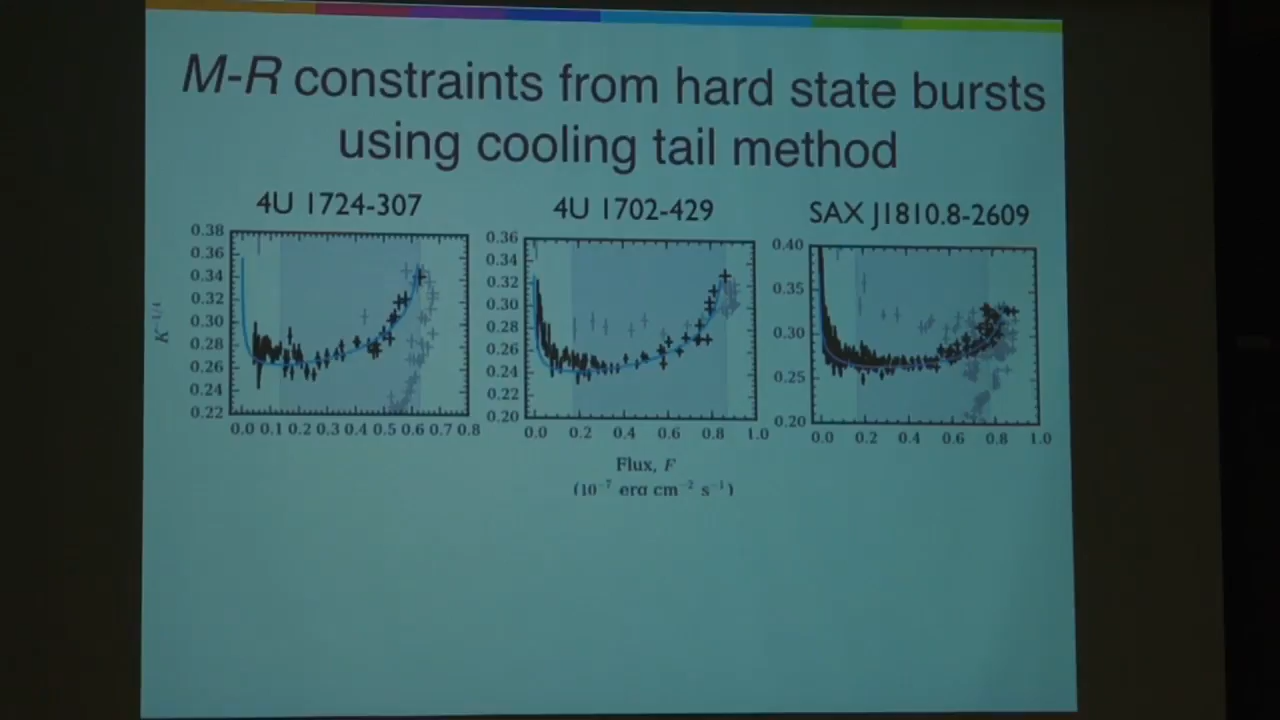 M-R constraints from hard state bursts
using cooling tail method
4U 1724-307
4U 1702-429
SAX J1810.8-2609
0.38
0.36
0.34
0.32
0.30
0.28
0.26
0.24
0.22
0.0 0.1 0.2 0.3 0.4 0.5 0.6 0.7 0.8
0.36
0.34
0.32
0.30
0.28
0.26
0.24
0.22
0.20
0.0 0.2 0.4 0.6 0.8 1.0
0.40
0.35
0.30
0.25
0.20
0.0 0.2 0.4 0.6 0.8 1.0
K
Flux, F
(10⁻⁷ erg cm⁻² s⁻¹)